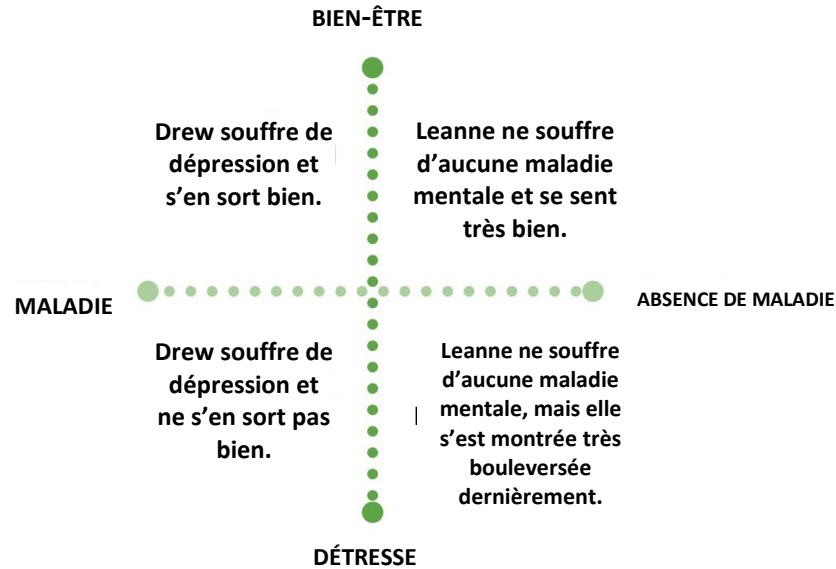 BIEN-ÊTRE
Drew souffre de
dépression et
s'en sort bien.
Leanne ne souffre
d'aucune maladie
mentale et se sent
très bien.
MALADIE
ABSENCE DE MALADIE
Drew souffre de
dépression et
ne s'en sort pas
bien.
Leanne ne souffre
d'aucune maladie
mentale, mais elle
s'est montrée très
bouleversée
dernièrement.
DÉTRESSE